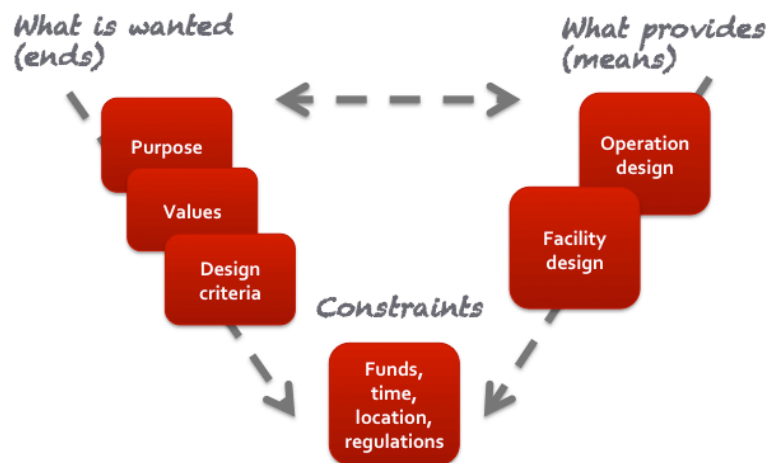 What is wanted
(ends)
What provides
(means)
Purpose
Values
Design
criteria
Operation
design
Facility
design
Constraints
Funds,
time,
location,
regulations